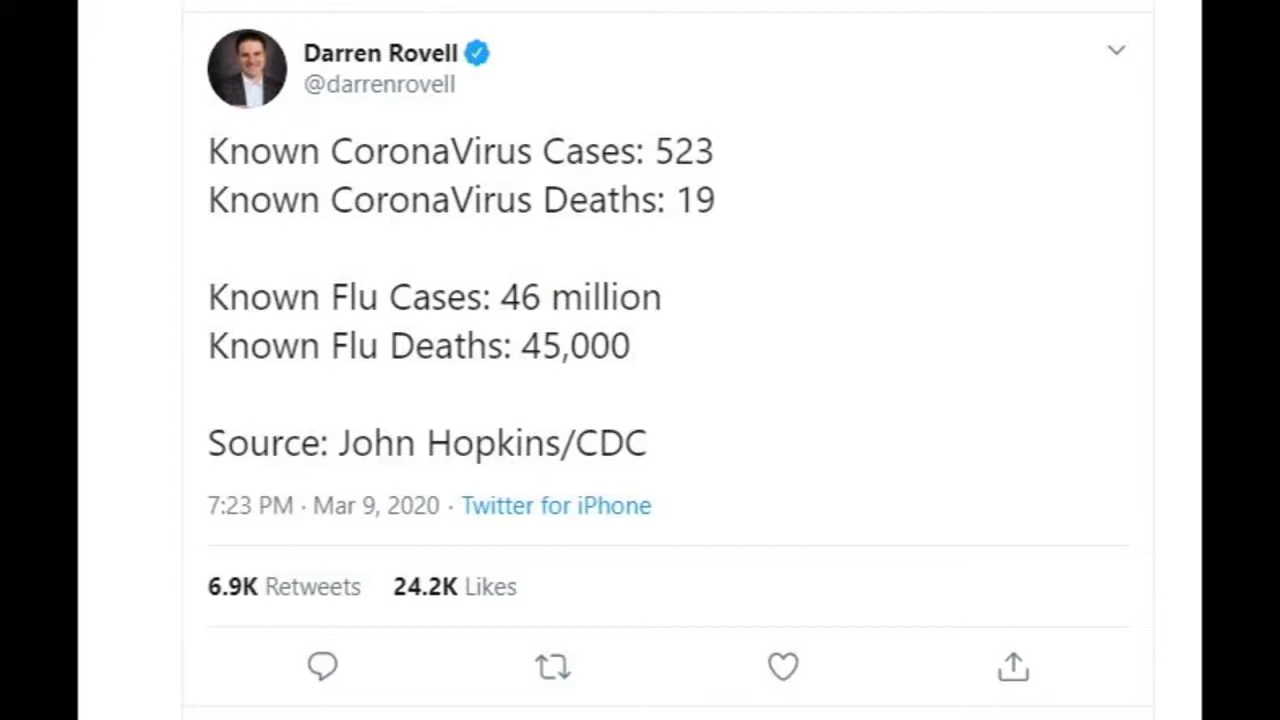 Darren Rovell
@darrenrovell
Known CoronaVirus Cases: 523
Known CoronaVirus Deaths: 19
Known Flu Cases: 46 million
Known Flu Deaths: 45,000
Source: John Hopkins/CDC
7:23 PM · Mar 9, 2020 · Twitter for iPhone
6.9K Retweets 24.2K Likes